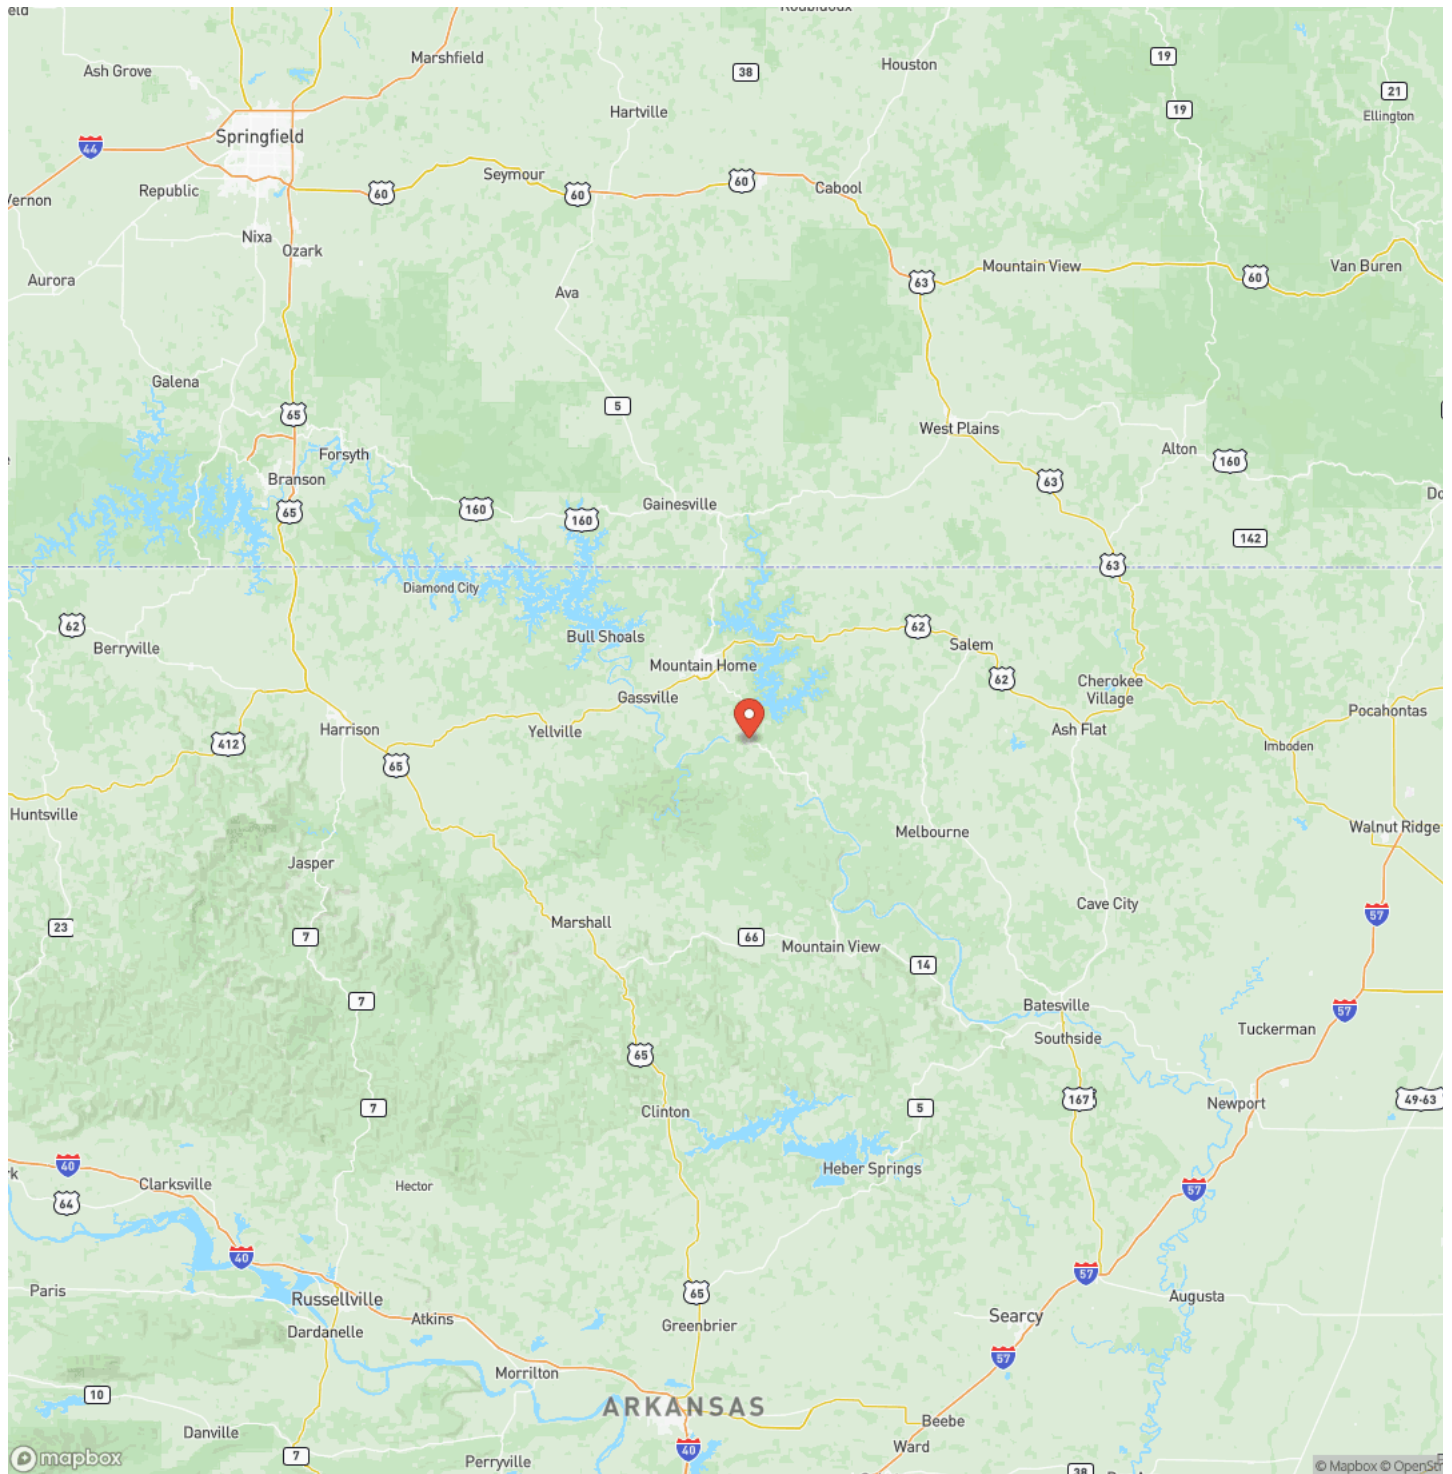 eld
Roubidoux
Marshfield
Ash Grove
38
Houston
19
19
21
Ellington
Hartville
Springfield
44
Seymour
60
60
60
Cabool
Republic
Vernon
Nixa
Ozark
Aurora
Ava
63
Mountain View
60
Van Buren
Galena
65
5
West Plains
Alton
160
Forsyth
Branson
65
160
160
Gainesville
63
Do
142
63
Diamond City
62
Berryville
Bull Shoals
62
Salem
Mountain Home
62
Cherokee
Village
Gassville
Harrison
Yellville
Ash Flat
Pocahontas
412
65
Imboden
Huntsville
Melbourne
Walnut Ridge
Jasper
23
7
Marshall
66
Mountain View
14
Cave City
57
7
Batesville
57
Southside
Tuckerman
65
7
Clinton
5
167
Newport
49-63
40
rk
Clarksville
64
Hector
Heber Springs
57
40
57
Paris
Russellville
65
Augusta
Dardanelle
Atkins
Greenbrier
Searcy
57
10
Morrilton
ARKANSAS
Danville
7
Perryville
40
Beebe
Ward
38
mapbox
© Mapbox © OpenStr